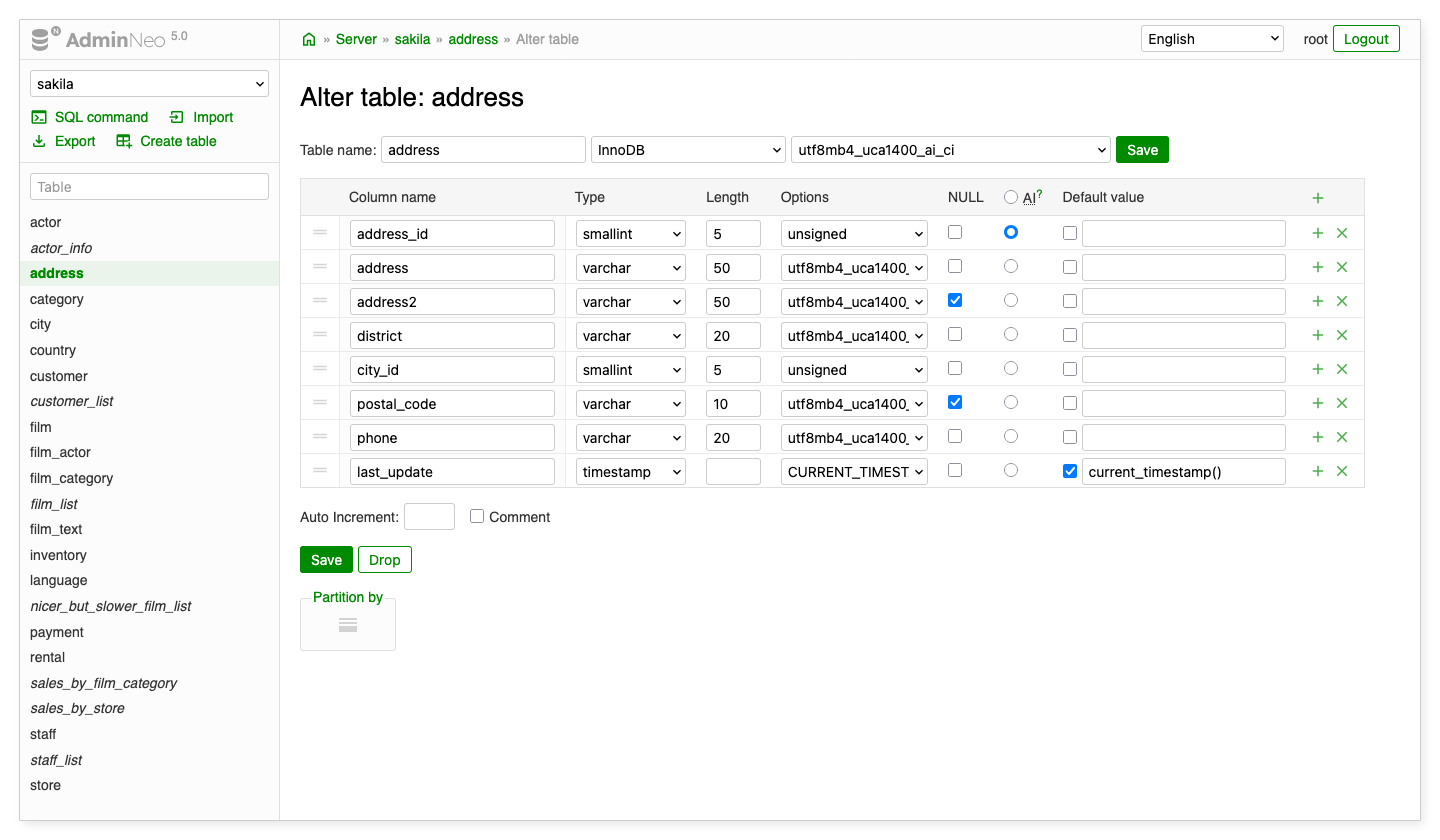 AdminNeo 5.0
N
sakila
SQL command Import
Export Create table
Table
actor
actor_info
address
category
city
country
customer
customer_list
film
film_actor
film_category
film_list
film_text
inventory
language
nicer_but_slower_film_list
payment
rental
sales_by_film_category
sales_by_store
staff
staff_list
store
» Server » sakila » address » Alter table
English root Logout
Alter table: address
Table name: address InnoDB utf8mb4_uca1400_ai_ci Save
Column name Type Length Options NULL AI? Default value
address_id smallint 5 unsigned
address varchar 50 utf8mb4_uca1400_
address2 varchar 50 utf8mb4_uca1400_
district varchar 20 utf8mb4_uca1400_
city_id smallint 5 unsigned
postal_code varchar 10 utf8mb4_uca1400_
phone varchar 20 utf8mb4_uca1400_
last_update timestamp CURRENT_TIMEST current_timestamp()
Auto Increment: Comment
Save Drop
Partition by